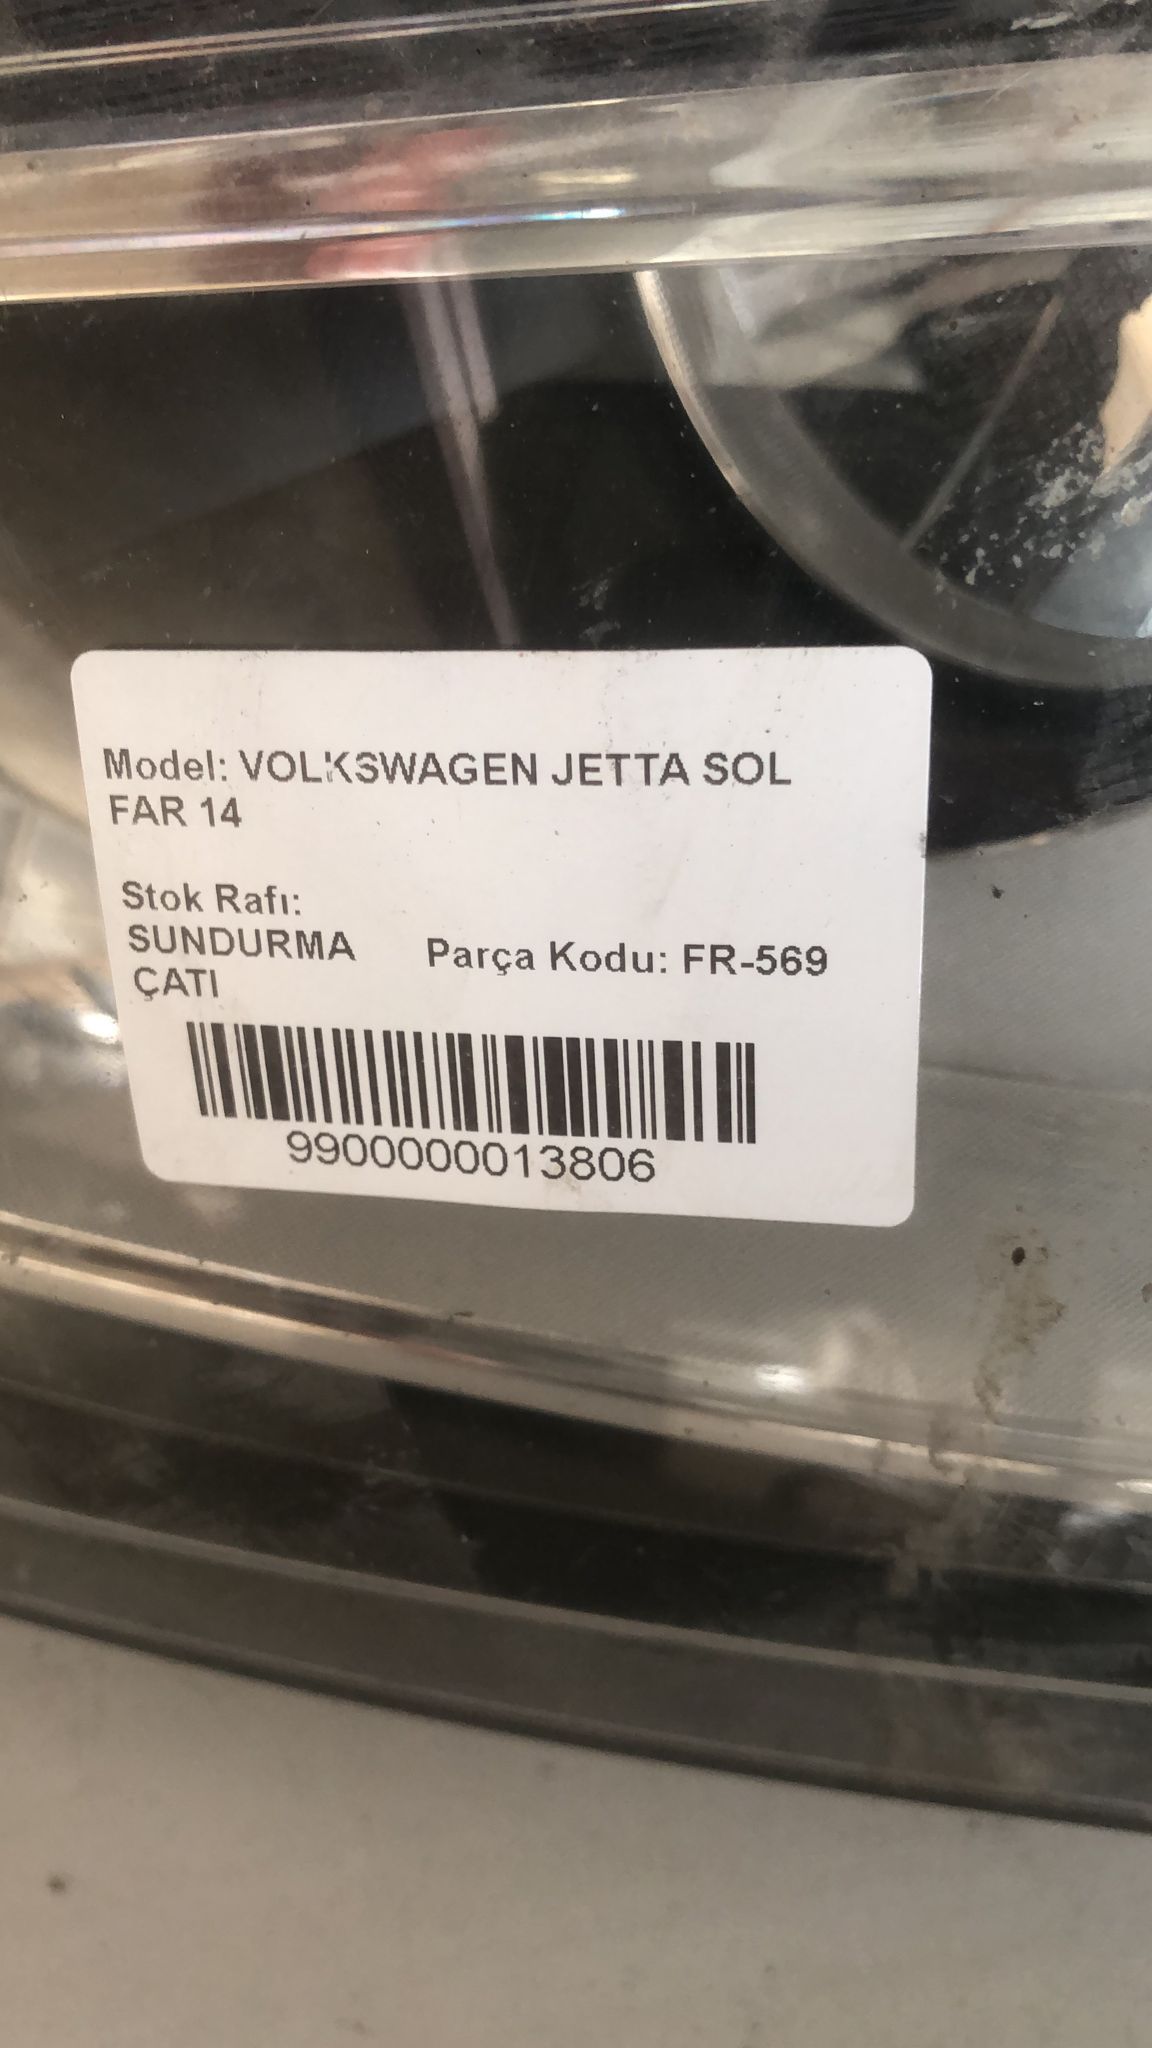 Model: VOLKSWAGEN JETTA SOL
FAR 14
Stok Rafı:
SUNDURMA
ÇATI
Parça Kodu: FR-569
9900000013806